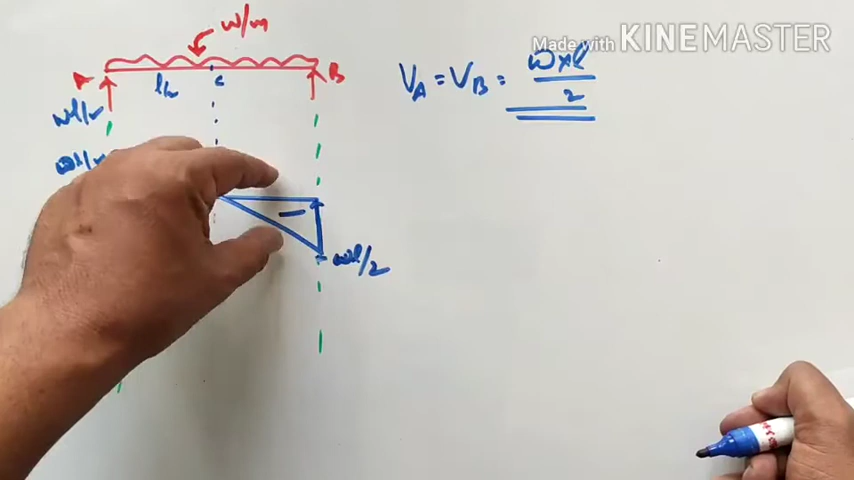 Made with KINEMASTER
w/m
A
B
l/2
c
wl/2
wl/2
VA = VB = w×l
2
wl/2